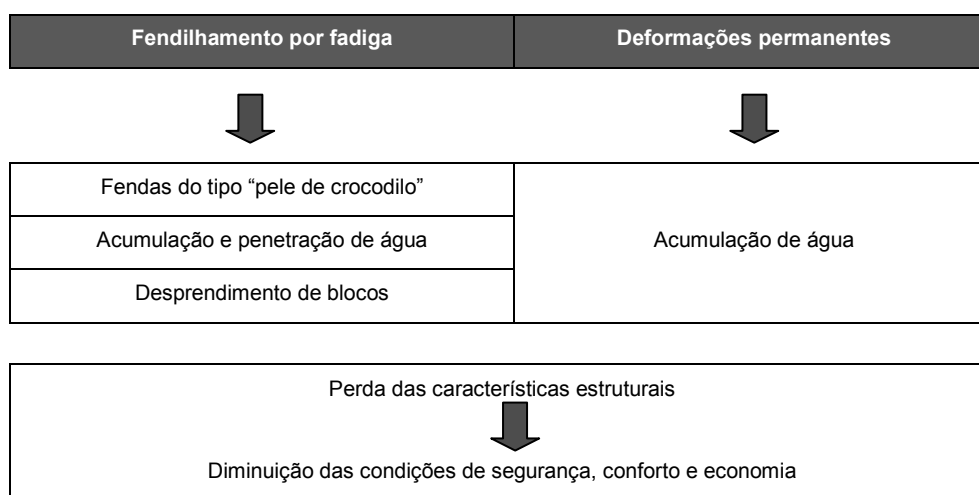 Fendilhamento por fadiga
Deformações permanentes
Fendas do tipo “pele de crocodilo”
Acumulação e penetração de água
Desprendimento de blocos
Acumulação de água
Perda das características estruturais
Diminuição das condições de segurança, conforto e economia